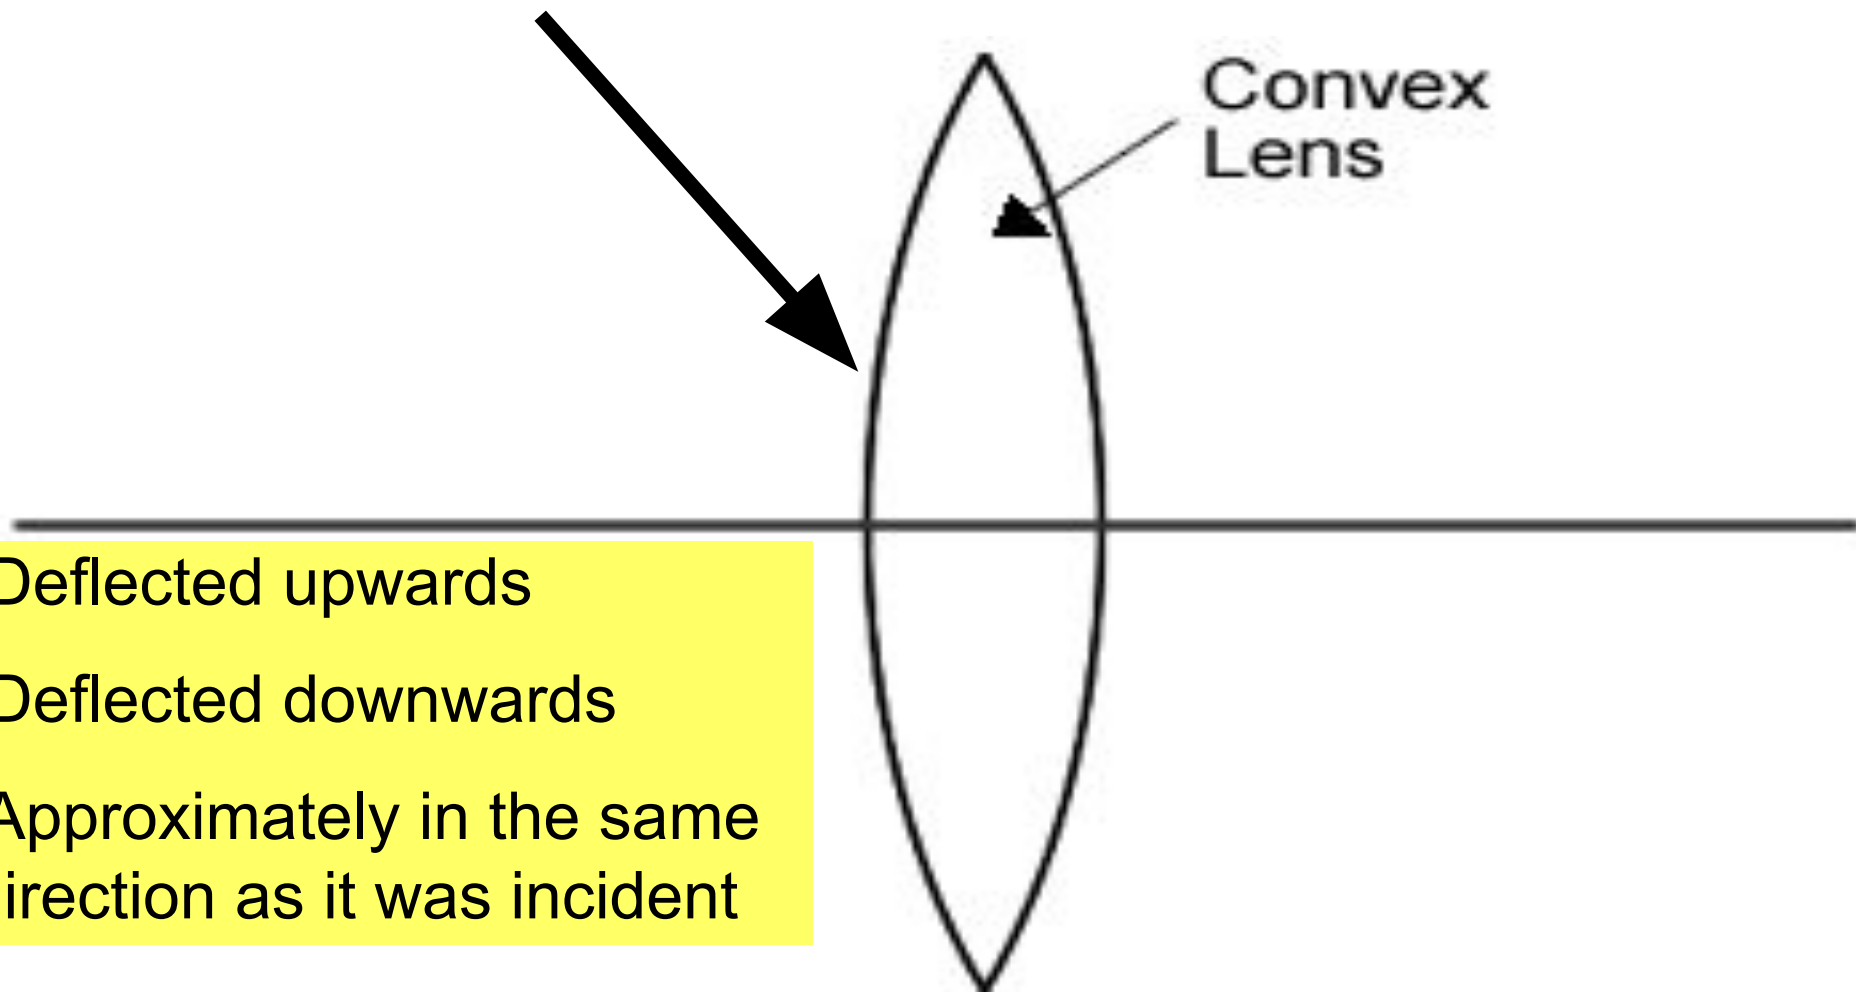 Convex
Lens
Deflected upwards
Deflected downwards
Approximately in the same
irection as it was incident